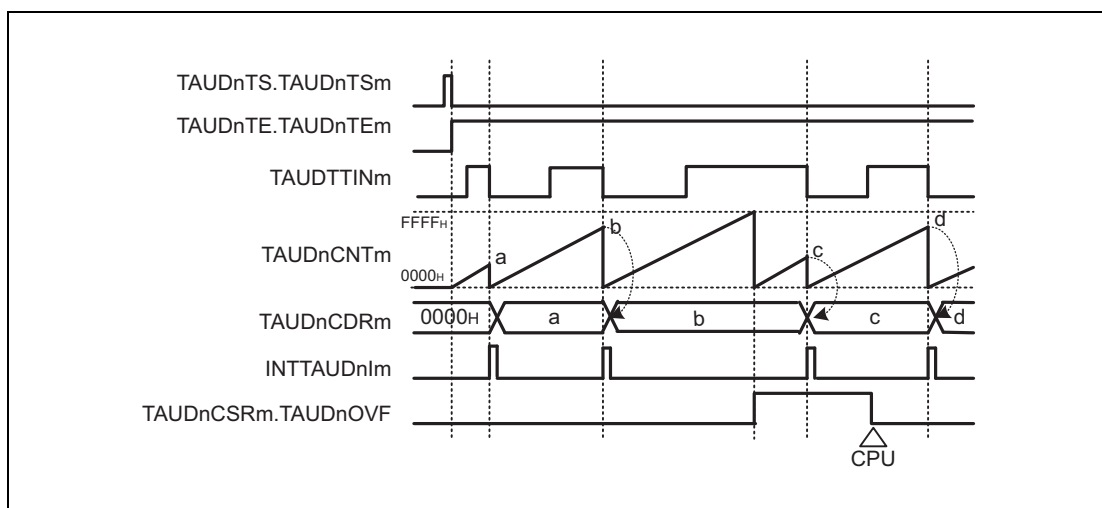 TAUDnTS.TAUDnTSm
TAUDnTE.TAUDnTEm
TAUDTTINm
FFFFH
TAUDnCNTm
0000H
a
b
c
d
TAUDnCDRm
0000H
a
b
c
d
INTTAUDnIm
TAUDnCSRm.TAUDnOVF
CPU